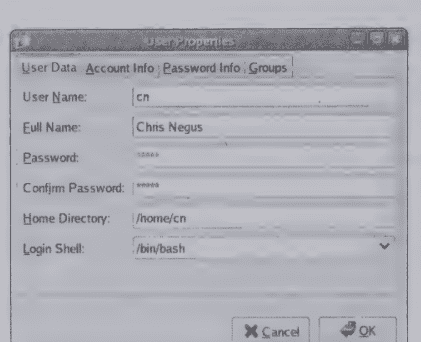 User Properties
User Data Account Info Password Info Groups
User Name: cn
Full Name: Chris Negus
Password: *****
Confirm Password: *****
Home Directory: /home/cn
Login Shell: /bin/bash
Cancel OK